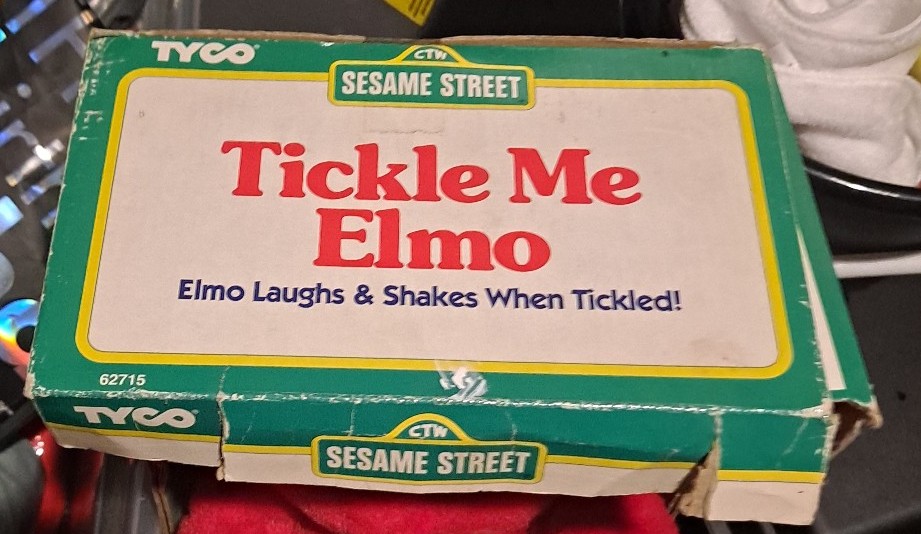 TYCO
CTW
SESAME STREET
Tickle Me
Elmo
Elmo Laughs & Shakes When Tickled!
62715
TYCO
CTW
SESAME STREET